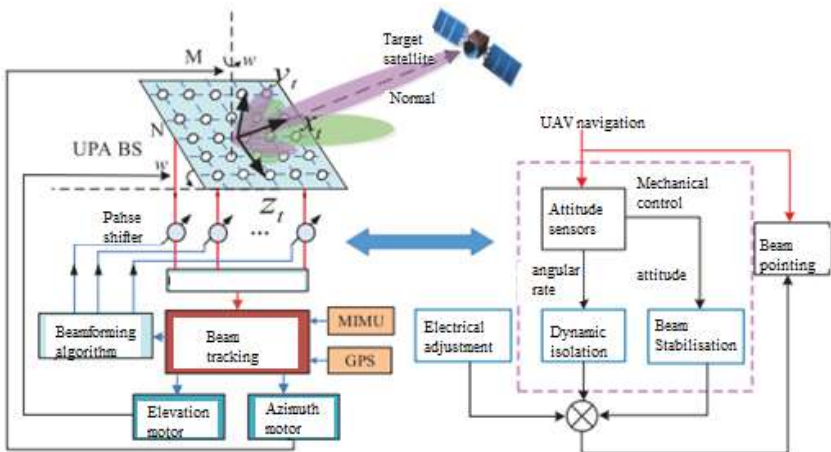 M
w
y_t
Target
satellite
Normal
x_t
N
UPA BS
w
z_t
Pahse
shifter
...
Beamforming
algorithm
Beam
tracking
MIMU
GPS
Elevation
motor
Azimuth
motor
UAV navigation
Mechanical
control
Attitude
sensors
Beam
pointing
angular
rate
attitude
Electrical
adjustment
Dynamic
isolation
Beam
Stabilisation